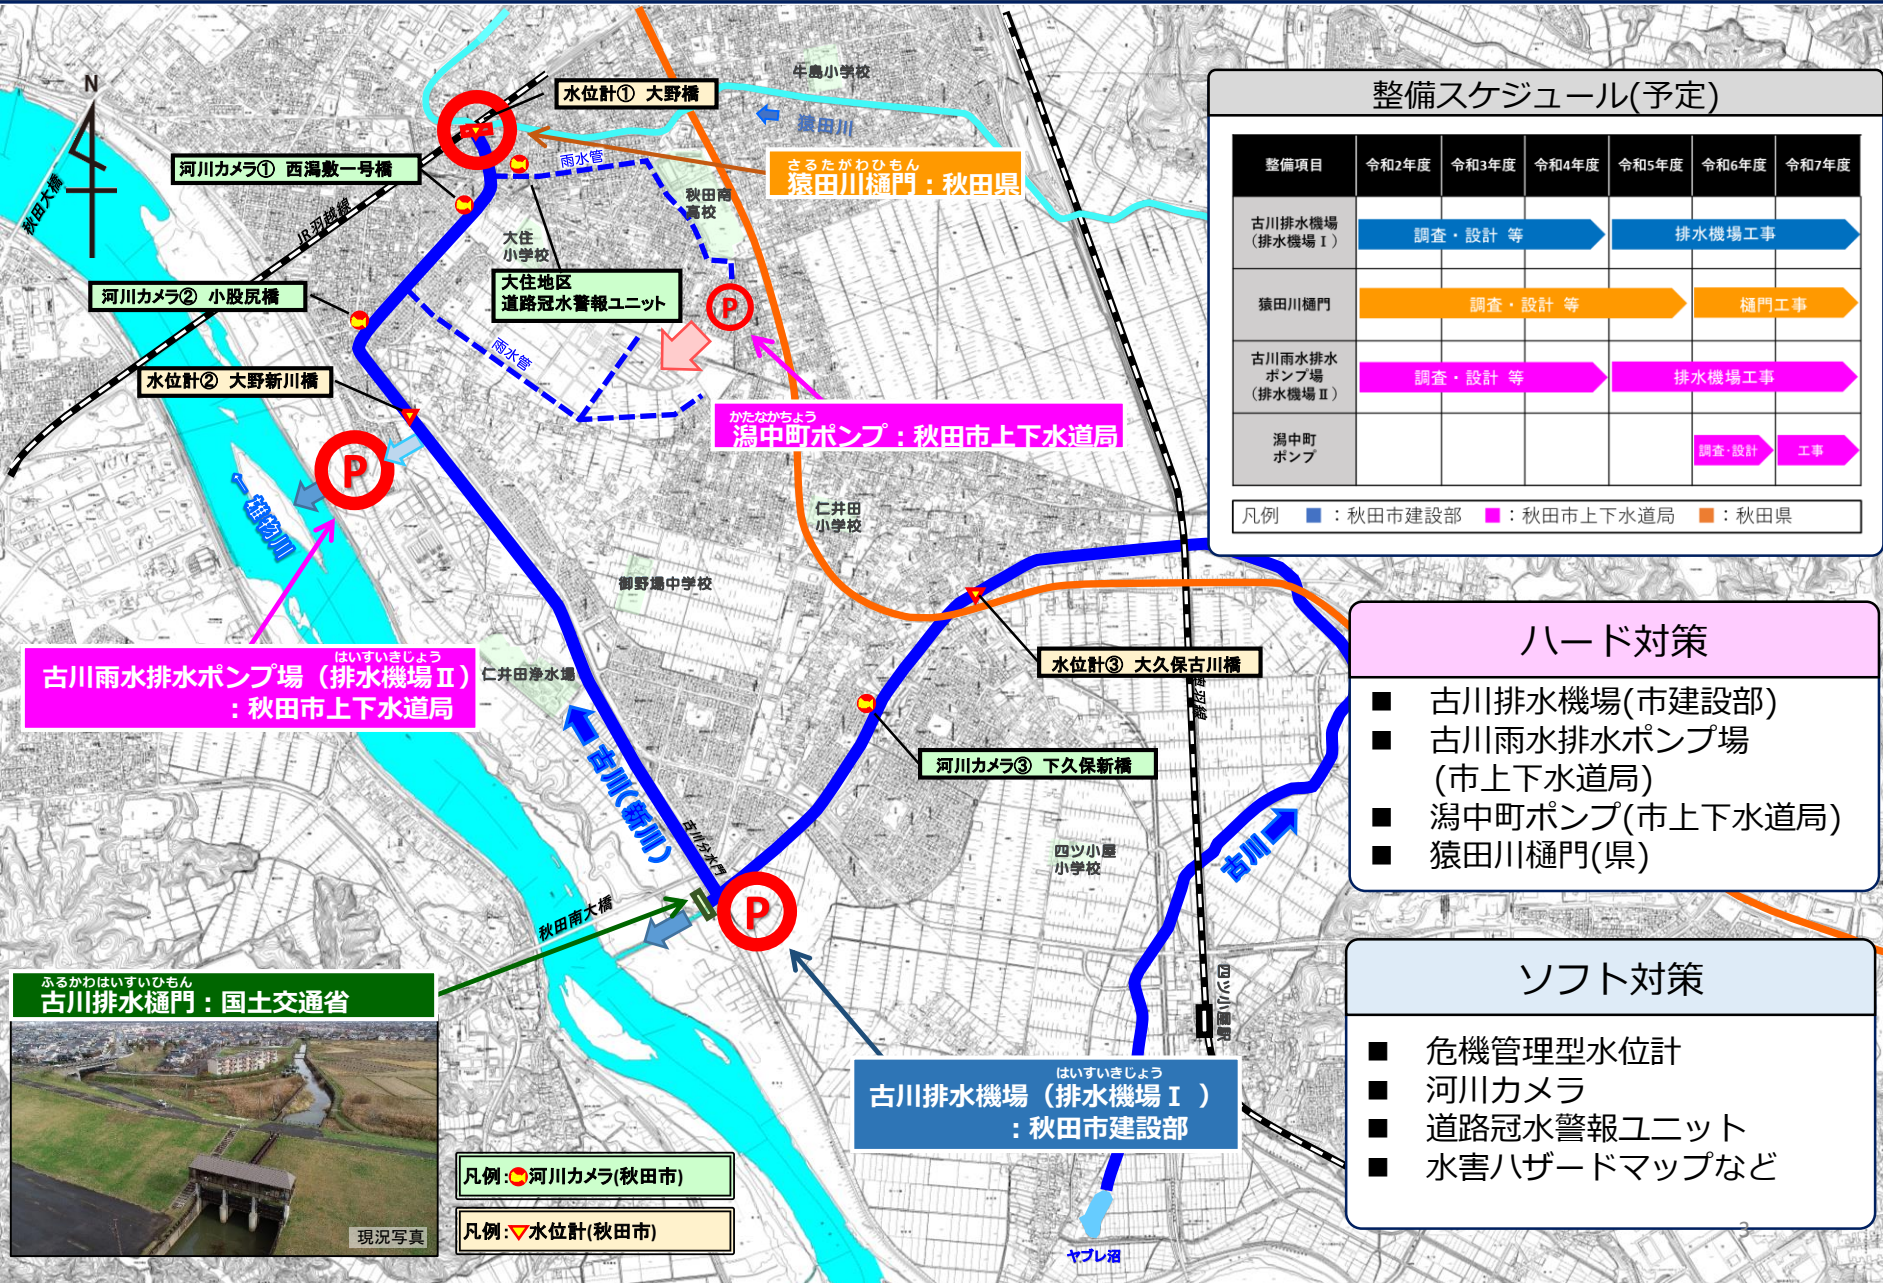 N
牛島小学校
水位計① 大野橋
猿田川
河川カメラ① 西潟敷一号橋
雨水管
さるたがわひもん
猿田川樋門：秋田県
秋田大橋
JR羽越線
秋田南
高校
大住
小学校
大住地区
道路冠水警報ユニット
河川カメラ② 小股尻橋
P
雨水管
水位計② 大野新川橋
かたなかちょう
潟中町ポンプ：秋田市上下水道局
P
←雄物川
仁井田
小学校
御野場中学校
はいすいきじょう
古川雨水排水ポンプ場（排水機場Ⅱ）
：秋田市上下水道局
仁井田浄水場
水位計③ 大久保古川橋
奥羽線
河川カメラ③ 下久保新橋
古川(新川)
古川分水門
四ツ小屋
小学校
古川
P
秋田南大橋
四ツ小屋駅
ふるかわはいすいひもん
古川排水樋門：国土交通省
現況写真
はいすいきじょう
古川排水機場（排水機場Ⅰ）
：秋田市建設部
凡例:河川カメラ(秋田市)
凡例:水位計(秋田市)
ヤブレ沼
整備スケジュール(予定)
整備項目 令和2年度 令和3年度 令和4年度 令和5年度 令和6年度 令和7年度
古川排水機場
（排水機場Ⅰ）
調査・設計 等 排水機場工事
猿田川樋門 調査・設計 等 樋門工事
古川雨水排水
ポンプ場
（排水機場Ⅱ）
調査・設計 等 排水機場工事
潟中町
ポンプ
調査・設計 工事
凡例 ■：秋田市建設部 ■：秋田市上下水道局 ■：秋田県
ハード対策
■ 古川排水機場(市建設部)
■ 古川雨水排水ポンプ場
(市上下水道局)
■ 潟中町ポンプ(市上下水道局)
■ 猿田川樋門(県)
ソフト対策
■ 危機管理型水位計
■ 河川カメラ
■ 道路冠水警報ユニット
■ 水害ハザードマップなど
3